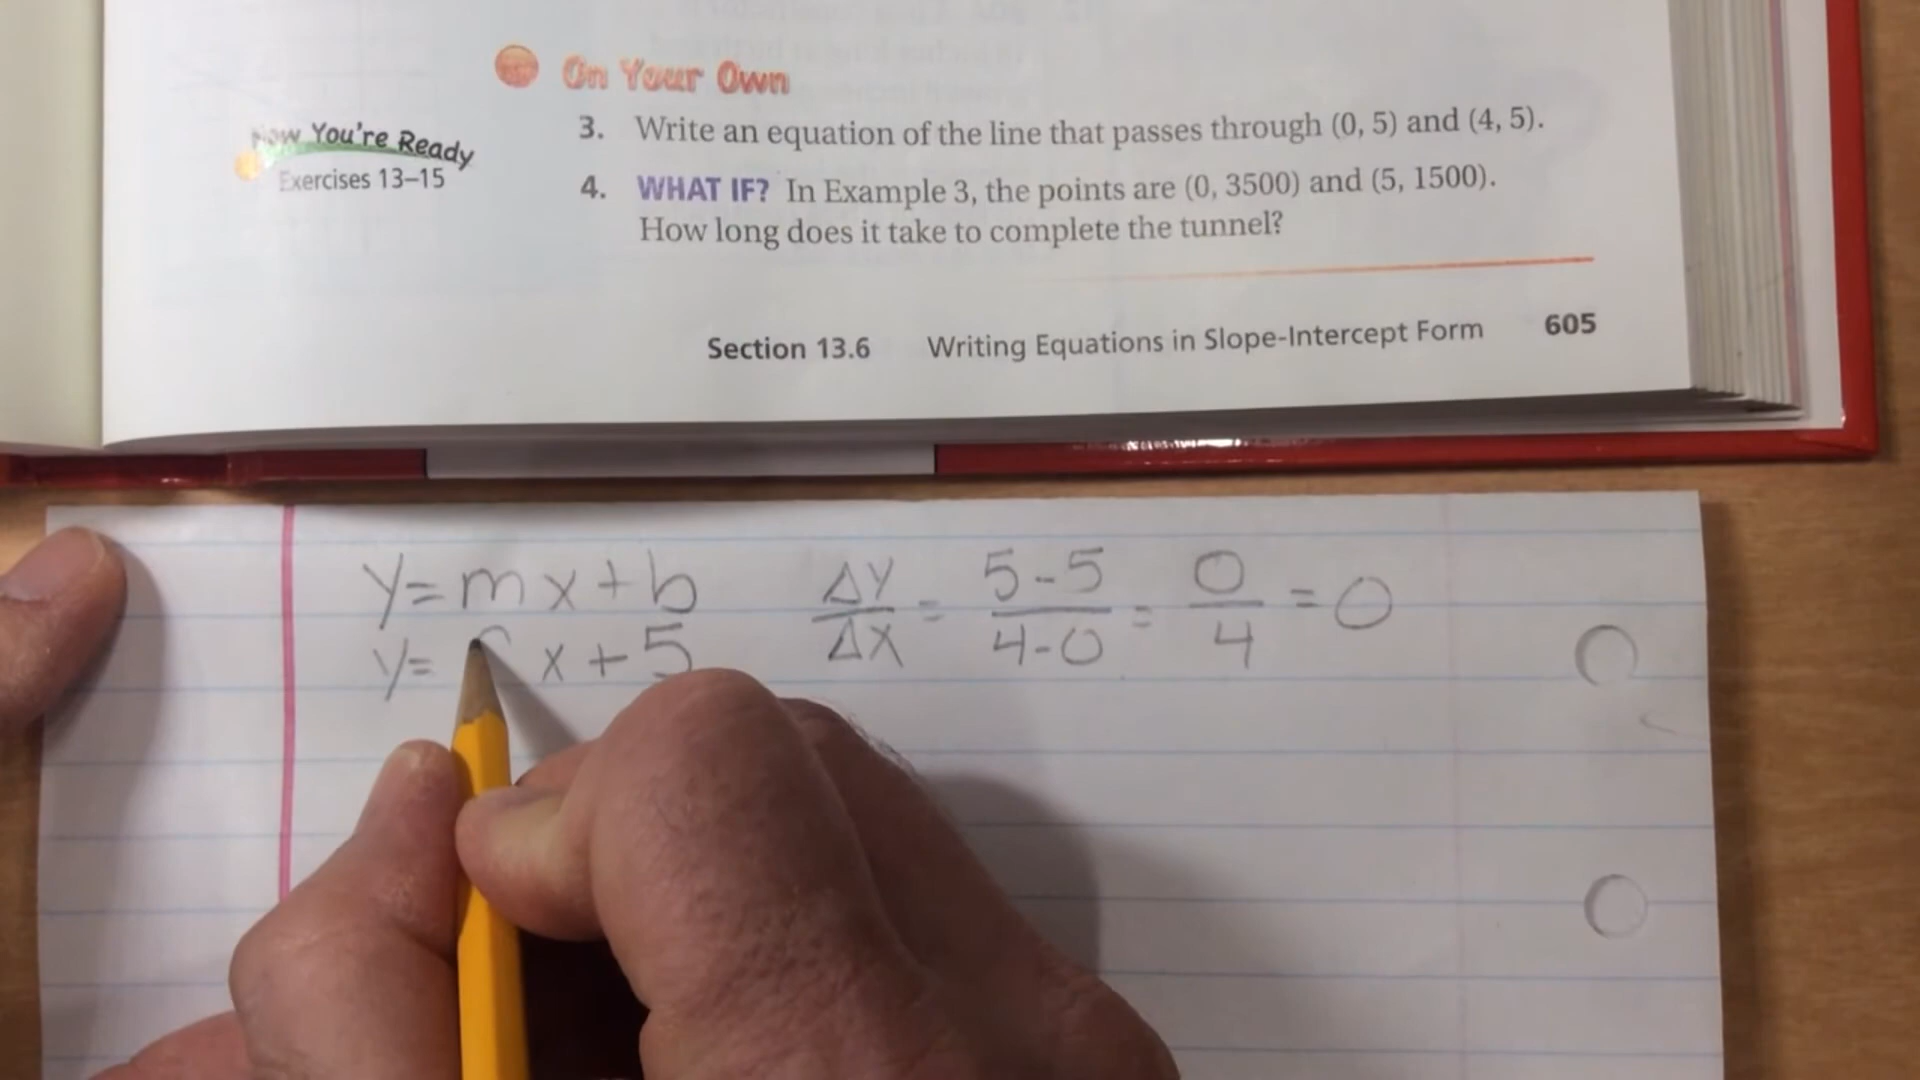 On Your Own
Now You're Ready
Exercises 13–15
3. Write an equation of the line that passes through (0, 5) and (4, 5).
4. WHAT IF? In Example 3, the points are (0, 3500) and (5, 1500).
How long does it take to complete the tunnel?
Section 13.6 Writing Equations in Slope-Intercept Form 605
y=mx+b ΔY/ΔX = 5-5/4-0 = 0/4 =0
y= x+5